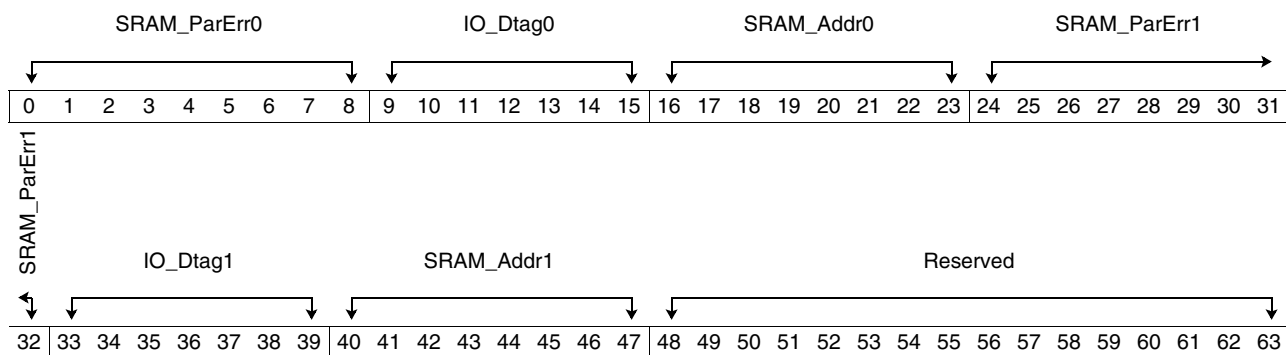 SRAM_ParErr0 IO_Dtag0 SRAM_Addr0 SRAM_ParErr1
0 1 2 3 4 5 6 7 8 9 10 11 12 13 14 15 16 17 18 19 20 21 22 23 24 25 26 27 28 29 30 31
SRAM_ParErr1
IO_Dtag1 SRAM_Addr1 Reserved
32 33 34 35 36 37 38 39 40 41 42 43 44 45 46 47 48 49 50 51 52 53 54 55 56 57 58 59 60 61 62 63